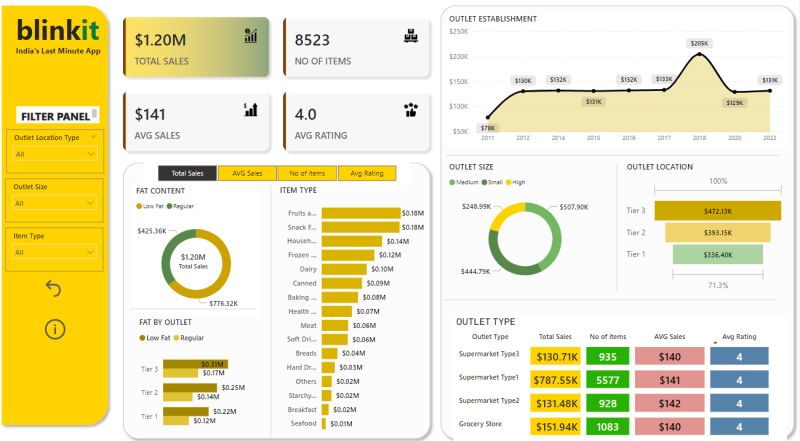 blinkit
India's Last Minute App
FILTER PANEL
Outlet Location Type
All
Outlet Size
All
Item Type
All
$1.20M
TOTAL SALES
8523
NO OF ITEMS
$141
AVG SALES
4.0
AVG RATING
Total Sales
AVG Sales
No of Items
Avg Rating
FAT CONTENT
Low Fat Regular
$425.36K
$1.20M
Total Sales
$776.32K
FAT BY OUTLET
Low Fat Regular
Tier 3 $0.31M
$0.17M
Tier 2 $0.25M
$0.14M
Tier 1 $0.22M
$0.12M
ITEM TYPE
Fruits a... $0.18M
Snack F... $0.18M
Househ... $0.14M
Frozen ... $0.12M
Dairy $0.10M
Canned $0.09M
Baking ... $0.08M
Health ... $0.07M
Meat $0.06M
Soft Dri... $0.06M
Breads $0.04M
Hard Dr... $0.03M
Others $0.02M
Starchy... $0.02M
Breakfast $0.02M
Seafood $0.01M
OUTLET ESTABLISHMENT
$250K
$200K
$150K
$100K
$50K
$78K
$130K
$132K
$131K
$132K
$133K
$205K
$129K
$131K
2011 2012 2014 2015 2016 2017 2018 2020 2022
OUTLET SIZE
Medium Small High
$248.99K
$507.90K
$444.79K
OUTLET LOCATION
100%
Tier 3 $472.13K
Tier 2 $393.15K
Tier 1 $336.40K
71.3%
OUTLET TYPE
Outlet Type Total Sales No of Items AVG Sales Avg Rating
Supermarket Type3 $130.71K 935 $140 4
Supermarket Type1 $787.55K 5577 $141 4
Supermarket Type2 $131.48K 928 $142 4
Grocery Store $151.94K 1083 $140 4